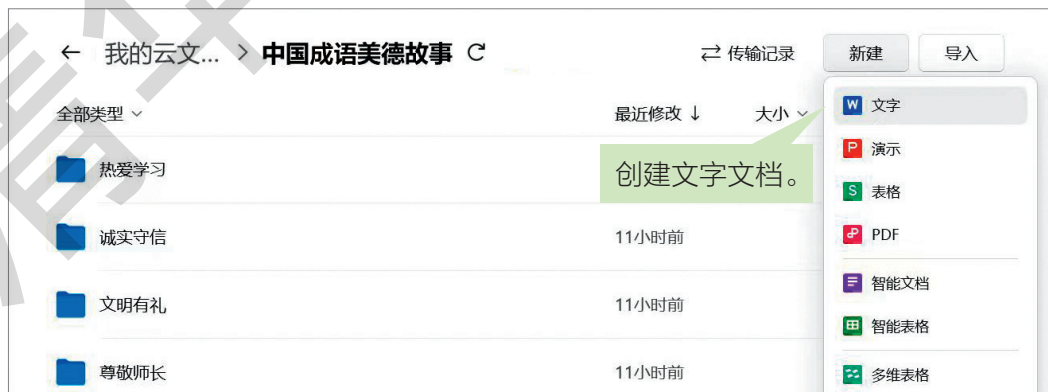 ← 我的云文... > 中国成语美德故事
传输记录
新建
导入
全部类型
最近修改 ↓
大小
文字
演示
表格
PDF
智能文档
智能表格
多维表格
创建文字文档。
热爱学习
诚实守信
11小时前
文明有礼
11小时前
尊敬师长
11小时前